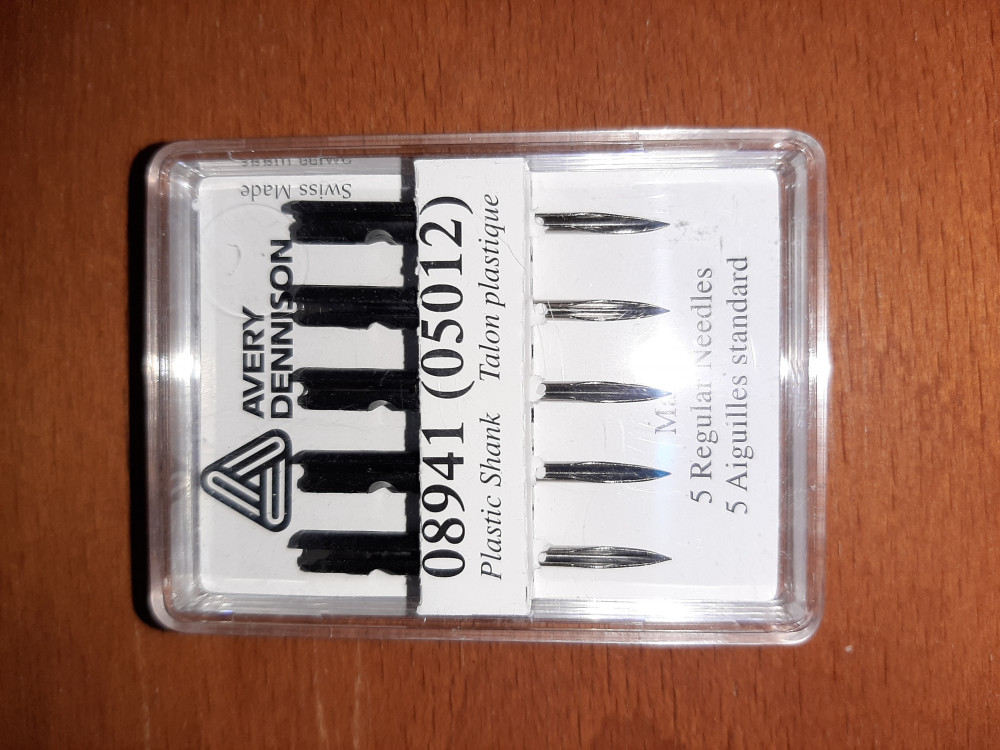 AVERY
DENNISON
08941 (05012)
Plastic Shank Talon plastique
5 Regular Needles
5 Aiguilles standard
Swiss Made